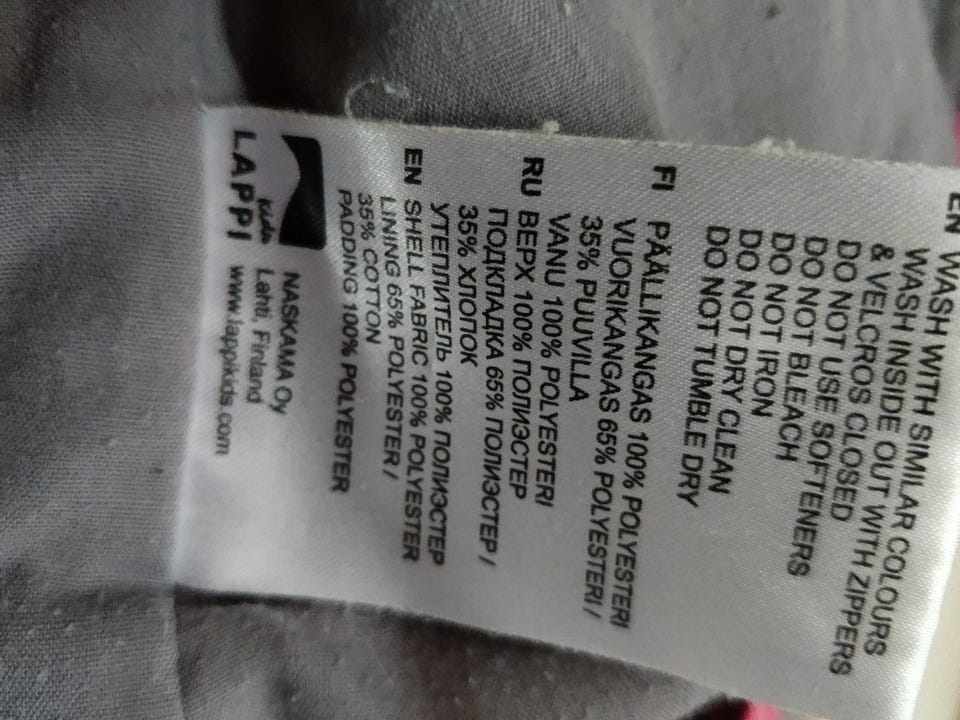 EN WASH WITH SIMILAR COLOURS
WASH INSIDE OUT WITH ZIPPERS
& VELCROS CLOSED
DO NOT USE SOFTENERS
DO NOT BLEACH
DO NOT IRON
DO NOT DRY CLEAN
DO NOT TUMBLE DRY
FI PÄÄLLIKANGAS 100% POLYESTERI
VUORIKANGAS 65% POLYESTERI /
35% PUUVILLA
VANU 100% POLYESTERI
RU ВЕРХ 100% ПОЛИЭСТЕР
ПОДКЛАДКА 65% ПОЛИЭСТЕР /
35% ХЛОПОК
УТЕПЛИТЕЛЬ 100% ПОЛИЭСТЕР
EN SHELL FABRIC 100% POLYESTER
LINING 65% POLYESTER /
35% COTTON
PADDING 100% POLYESTER
Kids
LAPPI
NASKAMA Oy
Lahti, Finland
www.lappikids.com